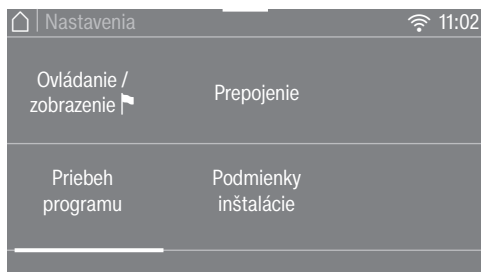 Nastavenia
11:02
Ovládanie /
zobrazenie
Prepojenie
Priebeh
programu
Podmienky
inštalácie